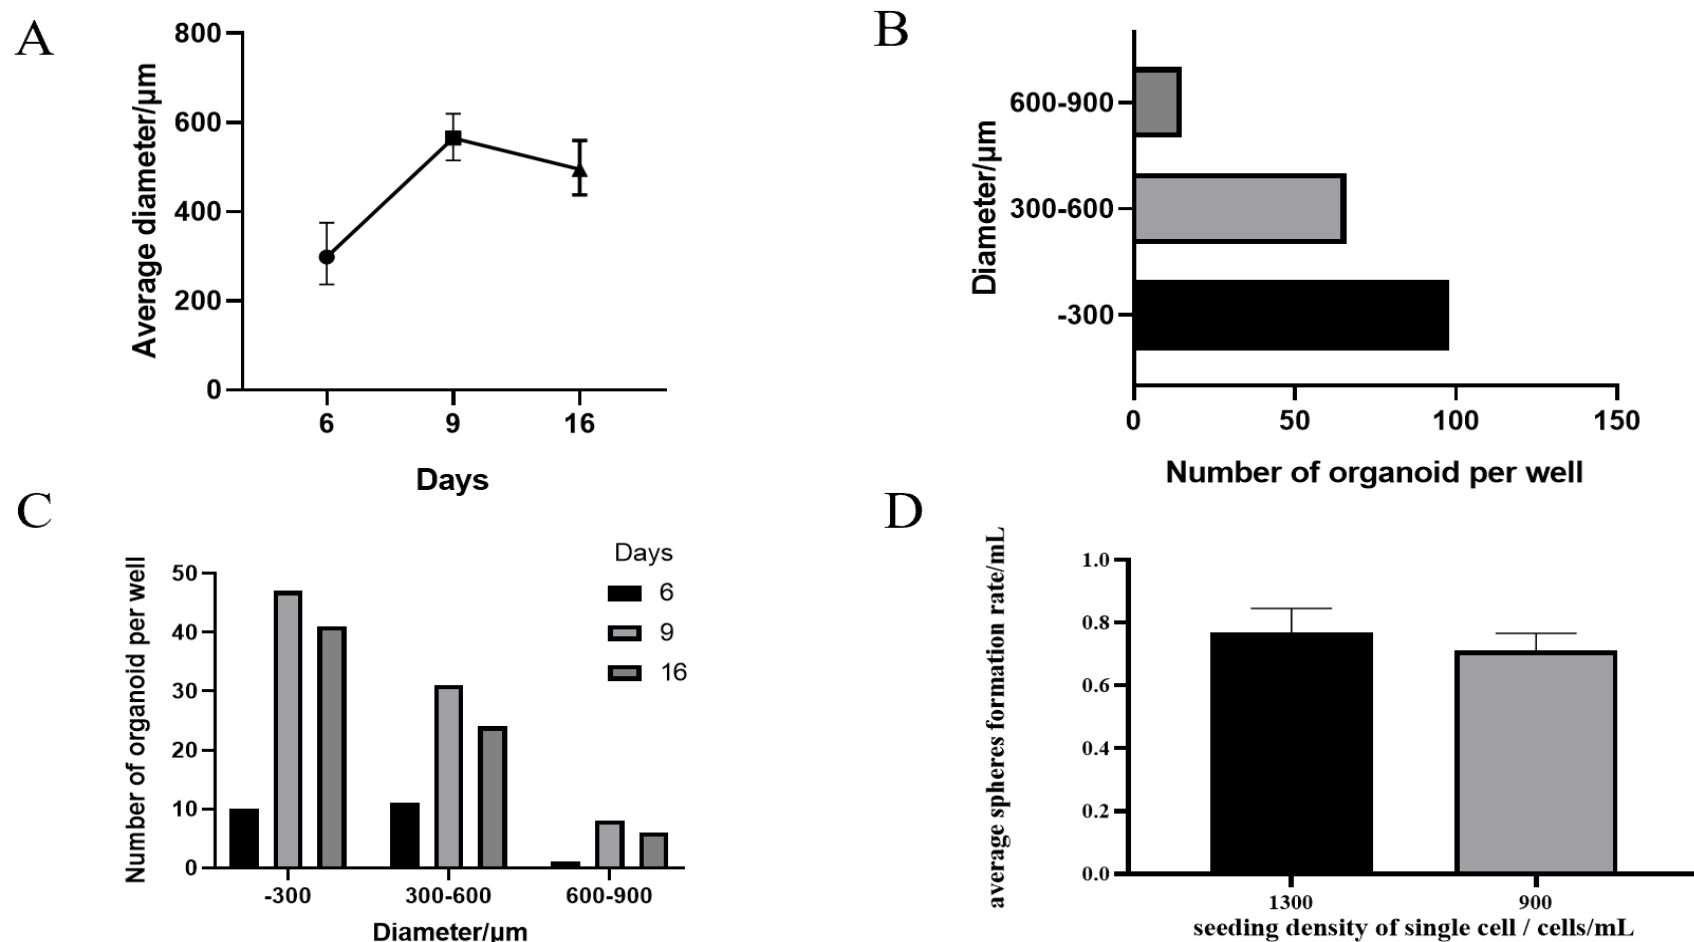 A
800
600
400
200
0
Average diameter/µm
6 9 16
Days
B
600-900
300-600
-300
Diameter/µm
0 50 100 150
Number of organoid per well
C
50
40
30
20
10
0
Number of organoid per well
Days
6
9
16
-300 300-600 600-900
Diameter/µm
D
1.0
0.8
0.6
0.4
0.2
0.0
average spheres formation rate/mL
1300 900
seeding density of single cell / cells/mL